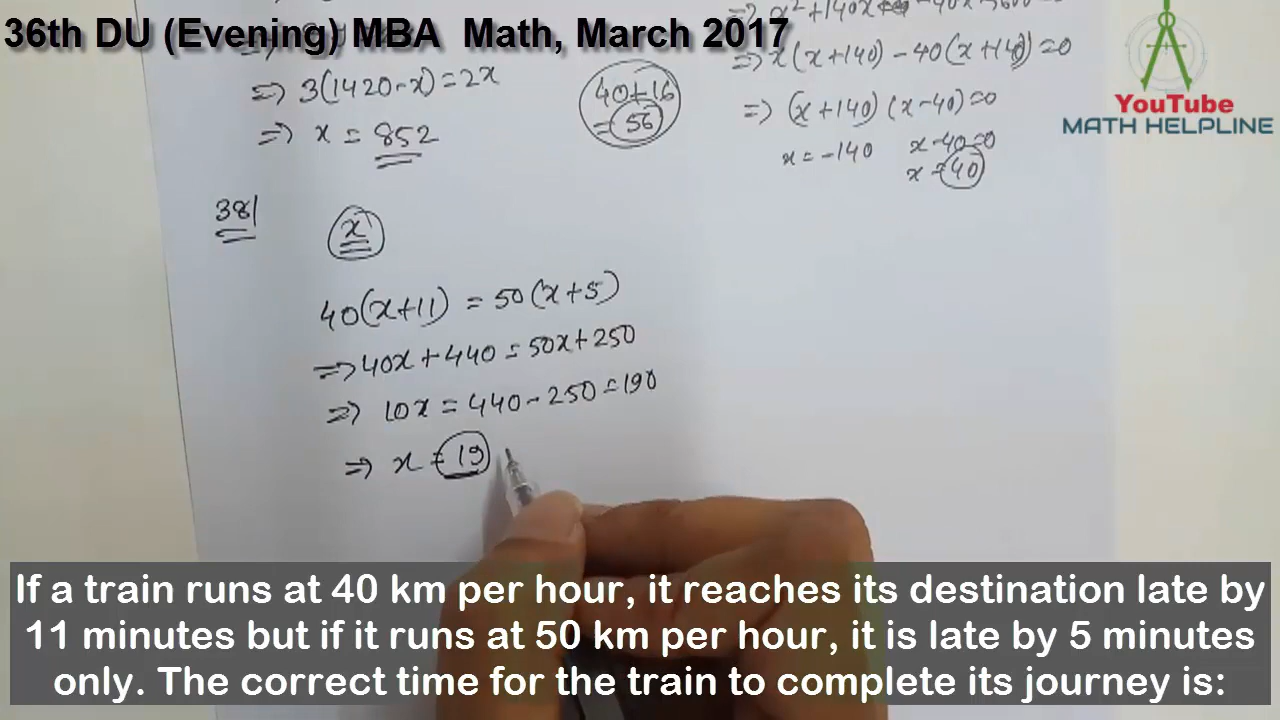 36th DU (Evening) MBA Math, March 2017
⇒ 3(1420-x)=2x
⇒ x = 852
40+16
= 56
⇒ x(x+140)-40(x+140)=0
⇒ (x+140)(x-40)=0
x=-140 x-40=0
x=40
YouTube
MATH HELPLINE
38|
x
40(x+11) = 50(x+5)
⇒40x+440=50x+250
⇒ 10x = 440-250=190
⇒ x = 19
If a train runs at 40 km per hour, it reaches its destination late by
11 minutes but if it runs at 50 km per hour, it is late by 5 minutes
only. The correct time for the train to complete its journey is: